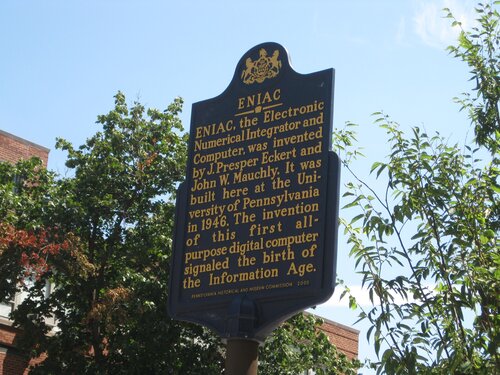 ENIAC
ENIAC, the Electronic
Numerical Integrator and
Computer, was invented
by J. Presper Eckert and
John W. Mauchly. It was
built here at the Uni-
versity of Pennsylvania
in 1946. The invention
of this first all-
purpose digital computer
signaled the birth of
the Information Age.
PENNSYLVANIA HISTORICAL AND MUSEUM COMMISSION 2000